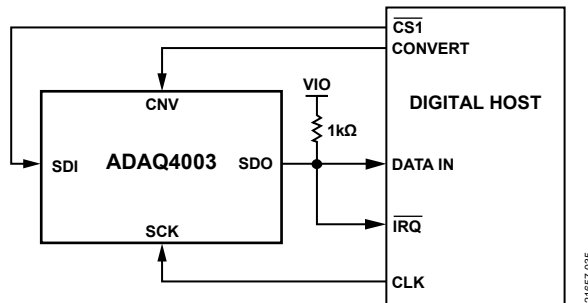 CS1
CONVERT
VIO
DIGITAL HOST
CNV
1kΩ
ADAQ4003
SDI
SDO
DATA IN
SCK
IRQ
CLK